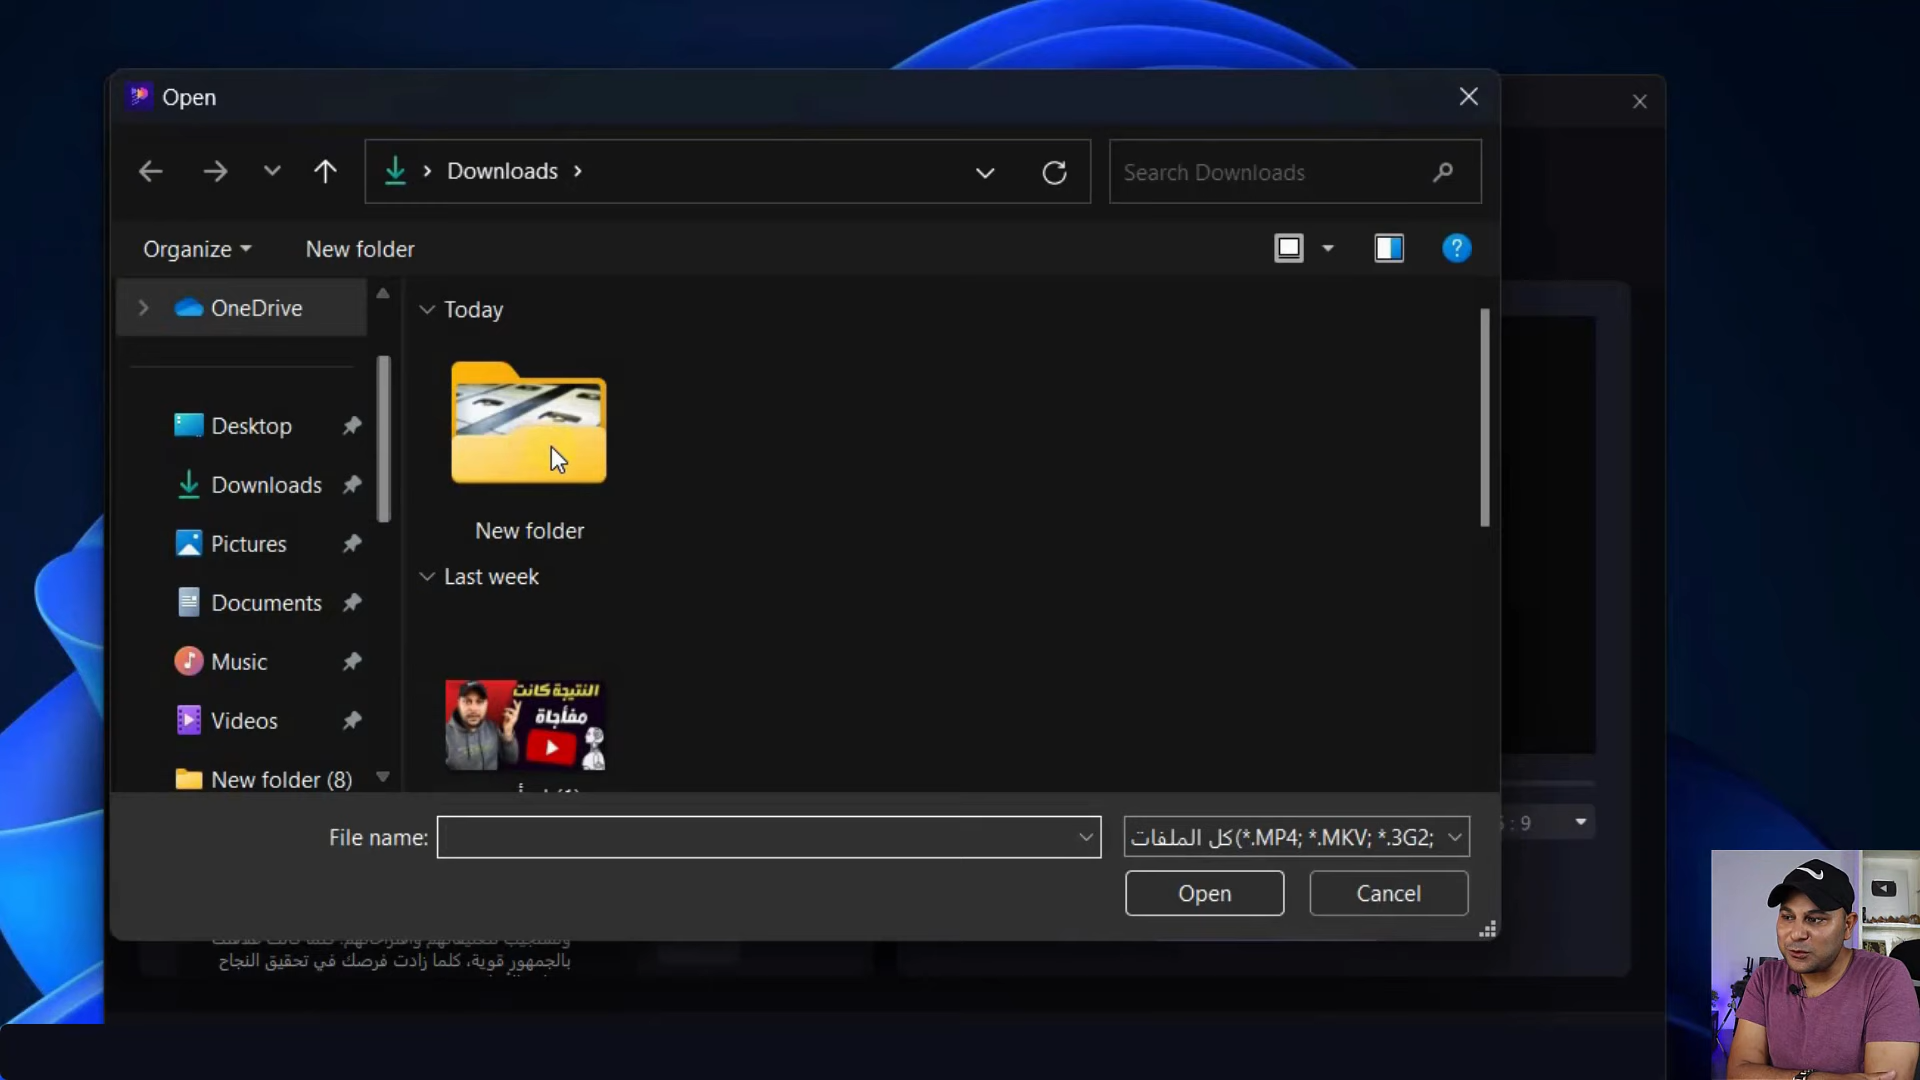 Open
Downloads
Search Downloads
Organize
New folder
OneDrive
Today
Desktop
Downloads
Pictures
Documents
Music
Videos
New folder (8)
New folder
Last week
النتيجة كانت
مفاجاة
File name:
كل الملفات(*.MP4; *.MKV; *.3G2;
: 9
Open
Cancel
بالجمهور قوية، كلما زادت فرصك في تحقيق النجاح